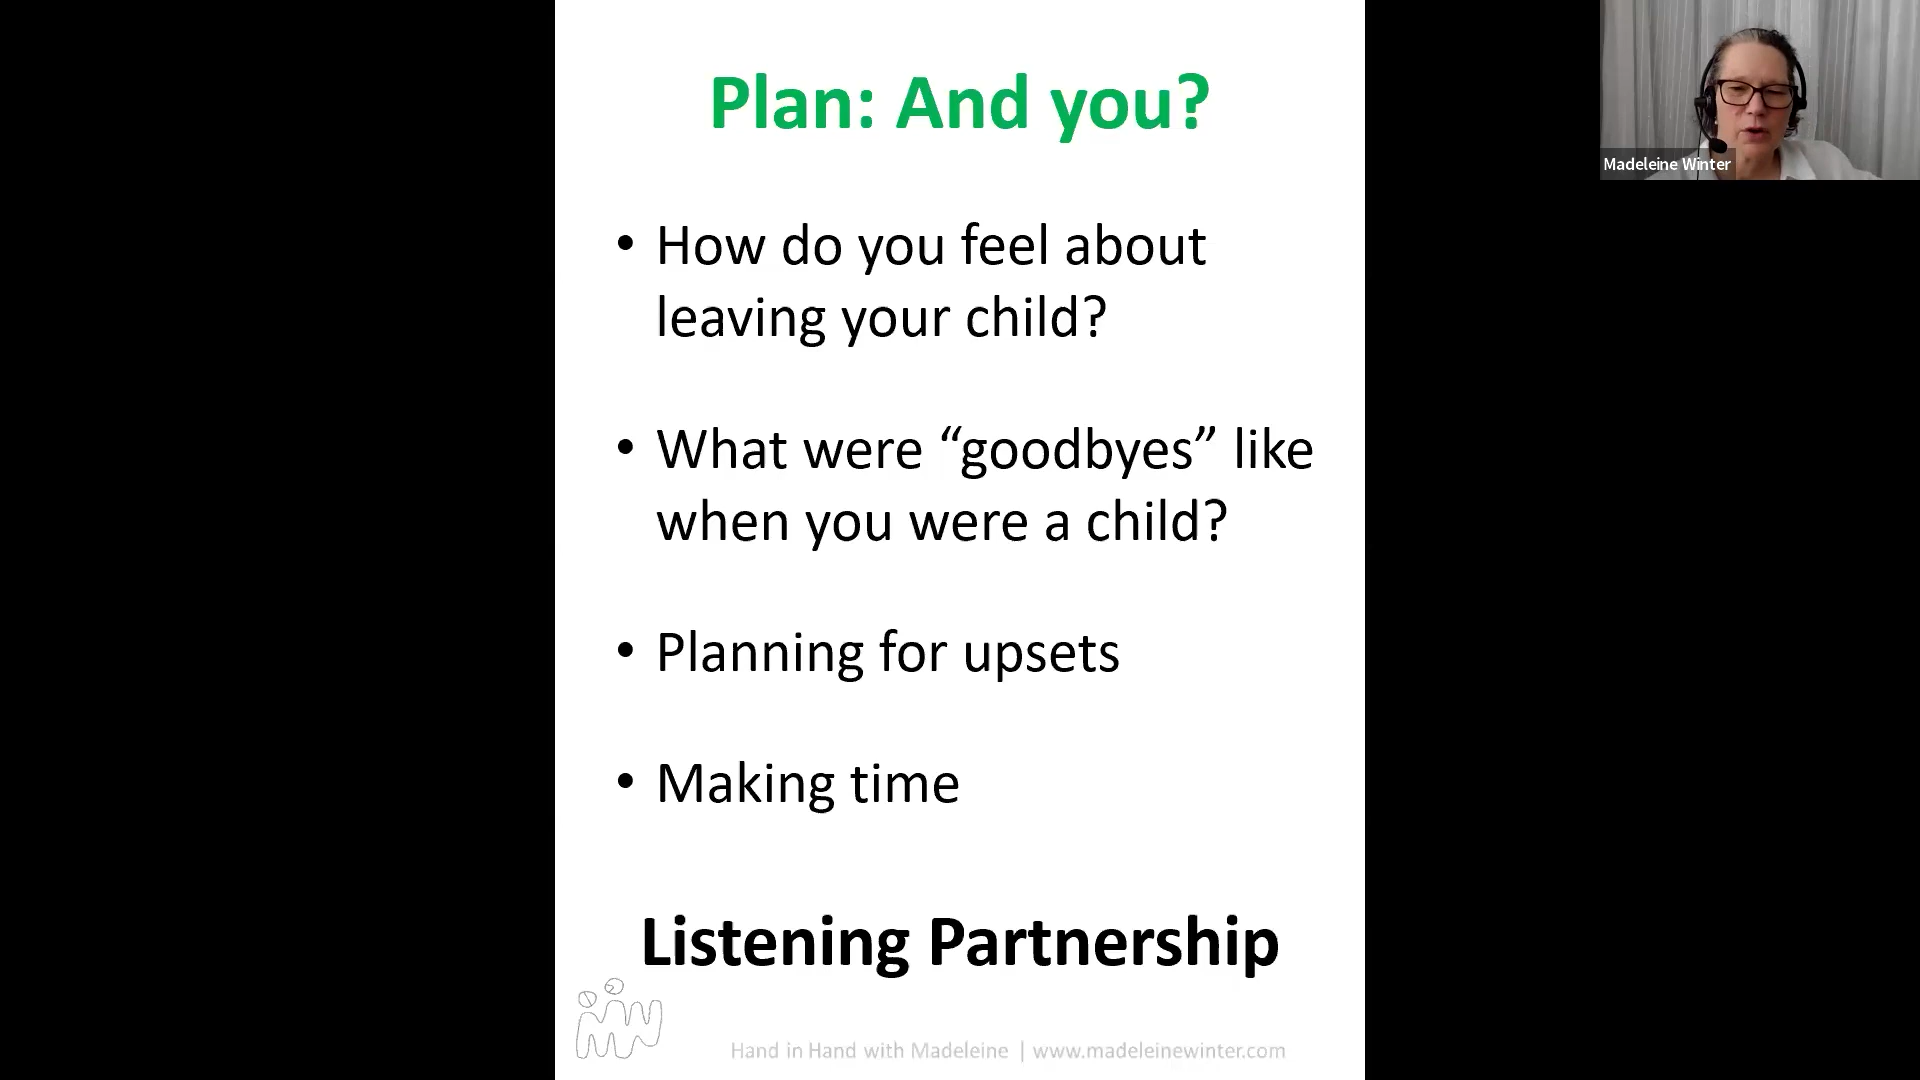 Plan: And you?
Madeleine Winter
• How do you feel about
leaving your child?
• What were “goodbyes” like
when you were a child?
• Planning for upsets
• Making time
Listening Partnership
Hand in Hand with Madeleine | www.madeleinewinter.com